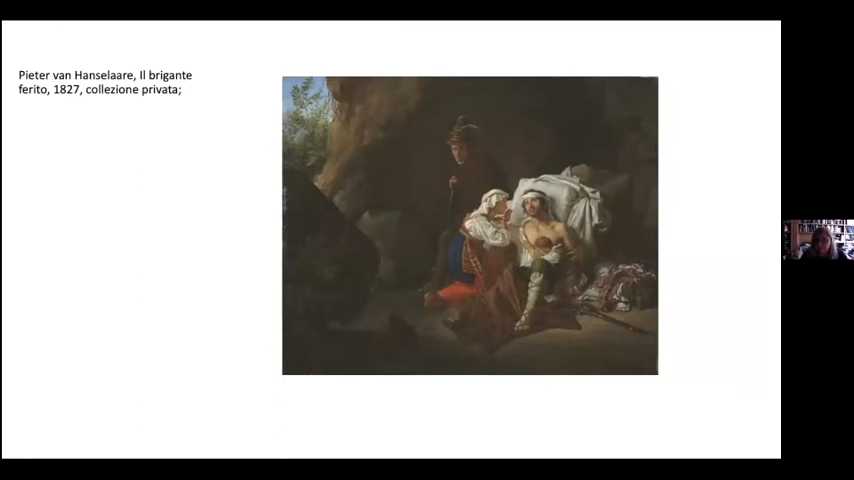 Pieter van Hanselaare, Il brigante
ferito, 1827, collezione privata;